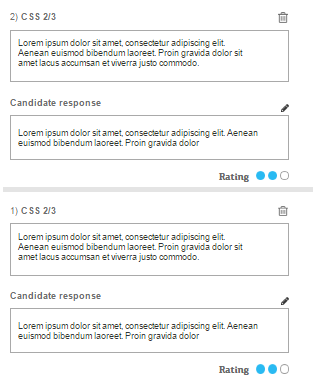 2) CSS 2/3
Lorem ipsum dolor sit amet, consectetur adipiscing elit.
Aenean euismod bibendum laoreet. Proin gravida dolor sit
amet lacus accumsan et viverra justo commodo.
Candidate response
Lorem ipsum dolor sit amet, consectetur adipiscing elit. Aenean
euismod bibendum laoreet. Proin gravida dolor
Rating
1) CSS 2/3
Lorem ipsum dolor sit amet, consectetur adipiscing elit.
Aenean euismod bibendum laoreet. Proin gravida dolor sit
amet lacus accumsan et viverra justo commodo.
Candidate response
Lorem ipsum dolor sit amet, consectetur adipiscing elit. Aenean
euismod bibendum laoreet. Proin gravida dolor
Rating